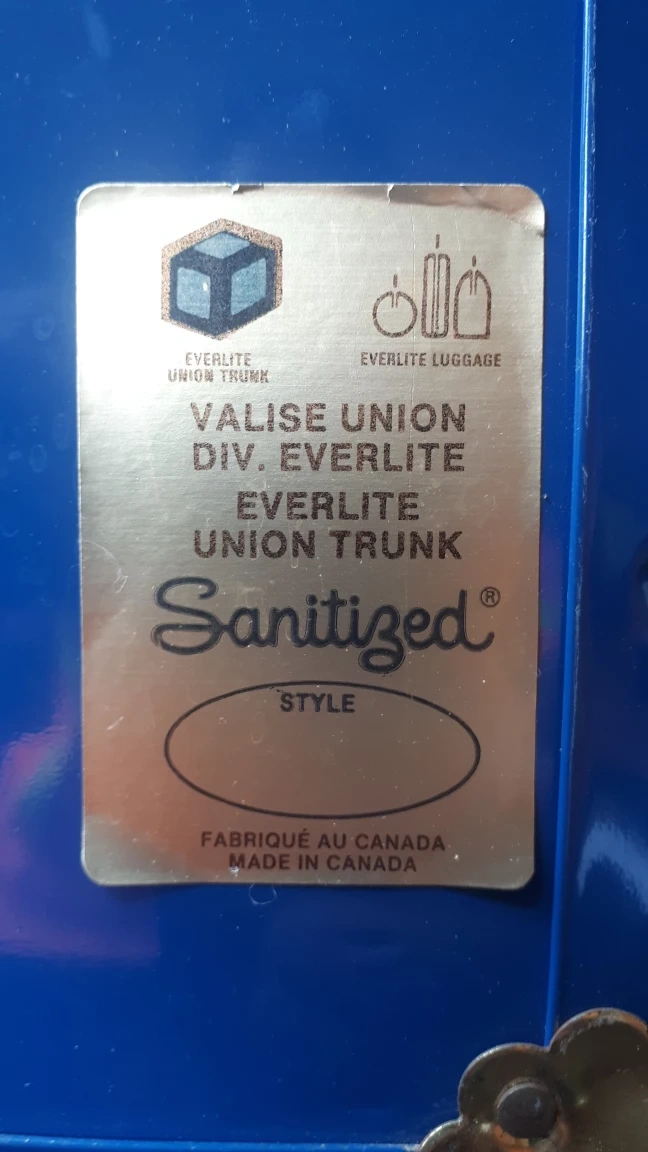 EVERLITE
UNION TRUNK
EVERLITE LUGGAGE
VALISE UNION
DIV. EVERLITE
EVERLITE
UNION TRUNK
Sanitized®
STYLE
FABRIQUÉ AU CANADA
MADE IN CANADA